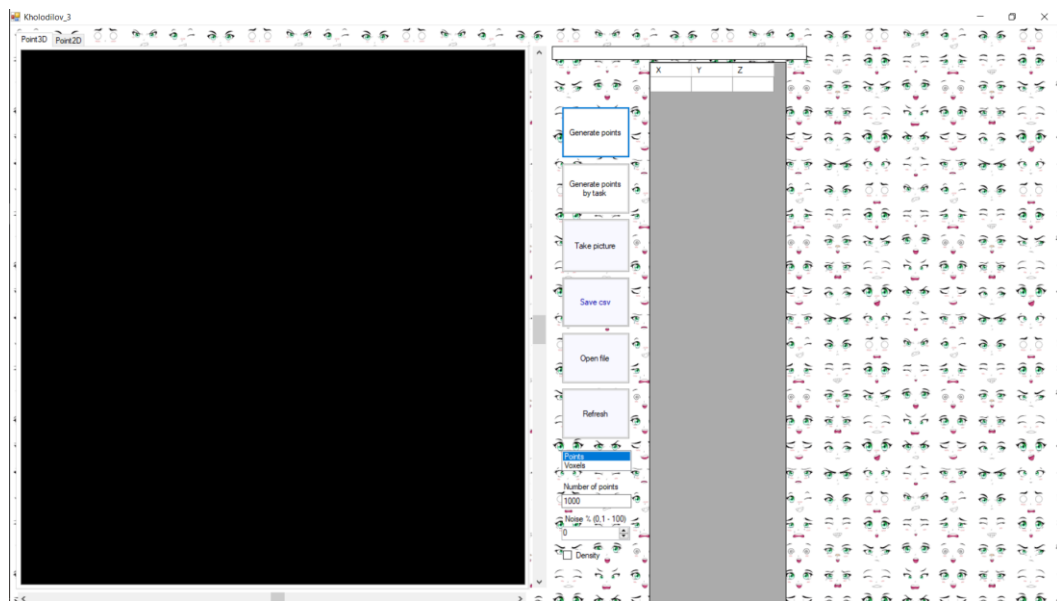 Kholodilov_3
Point3D Point2D
X Y Z
Generate points
Generate points
by task
Take picture
Save csv
Open file
Refresh
Points
Voxels
Number of points
1000
Noise % (0,1 - 100)
0
Density